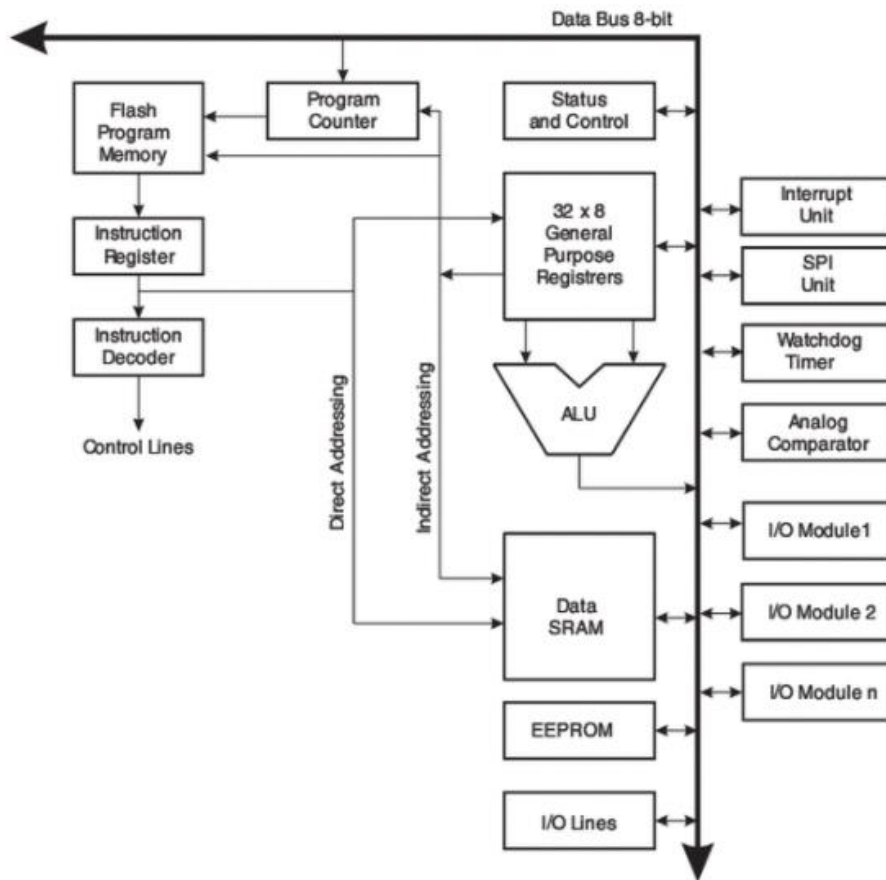 Data Bus 8-bit
Flash
Program
Memory
Program
Counter
Status
and Control
32 x 8
General
Purpose
Registrers
Interrupt
Unit
Instruction
Register
SPI
Unit
Instruction
Decoder
Watchdog
Timer
Control Lines
Direct Addressing
Indirect Addressing
ALU
Analog
Comparator
I/O Module1
Data
SRAM
I/O Module 2
I/O Module n
EEPROM
I/O Lines